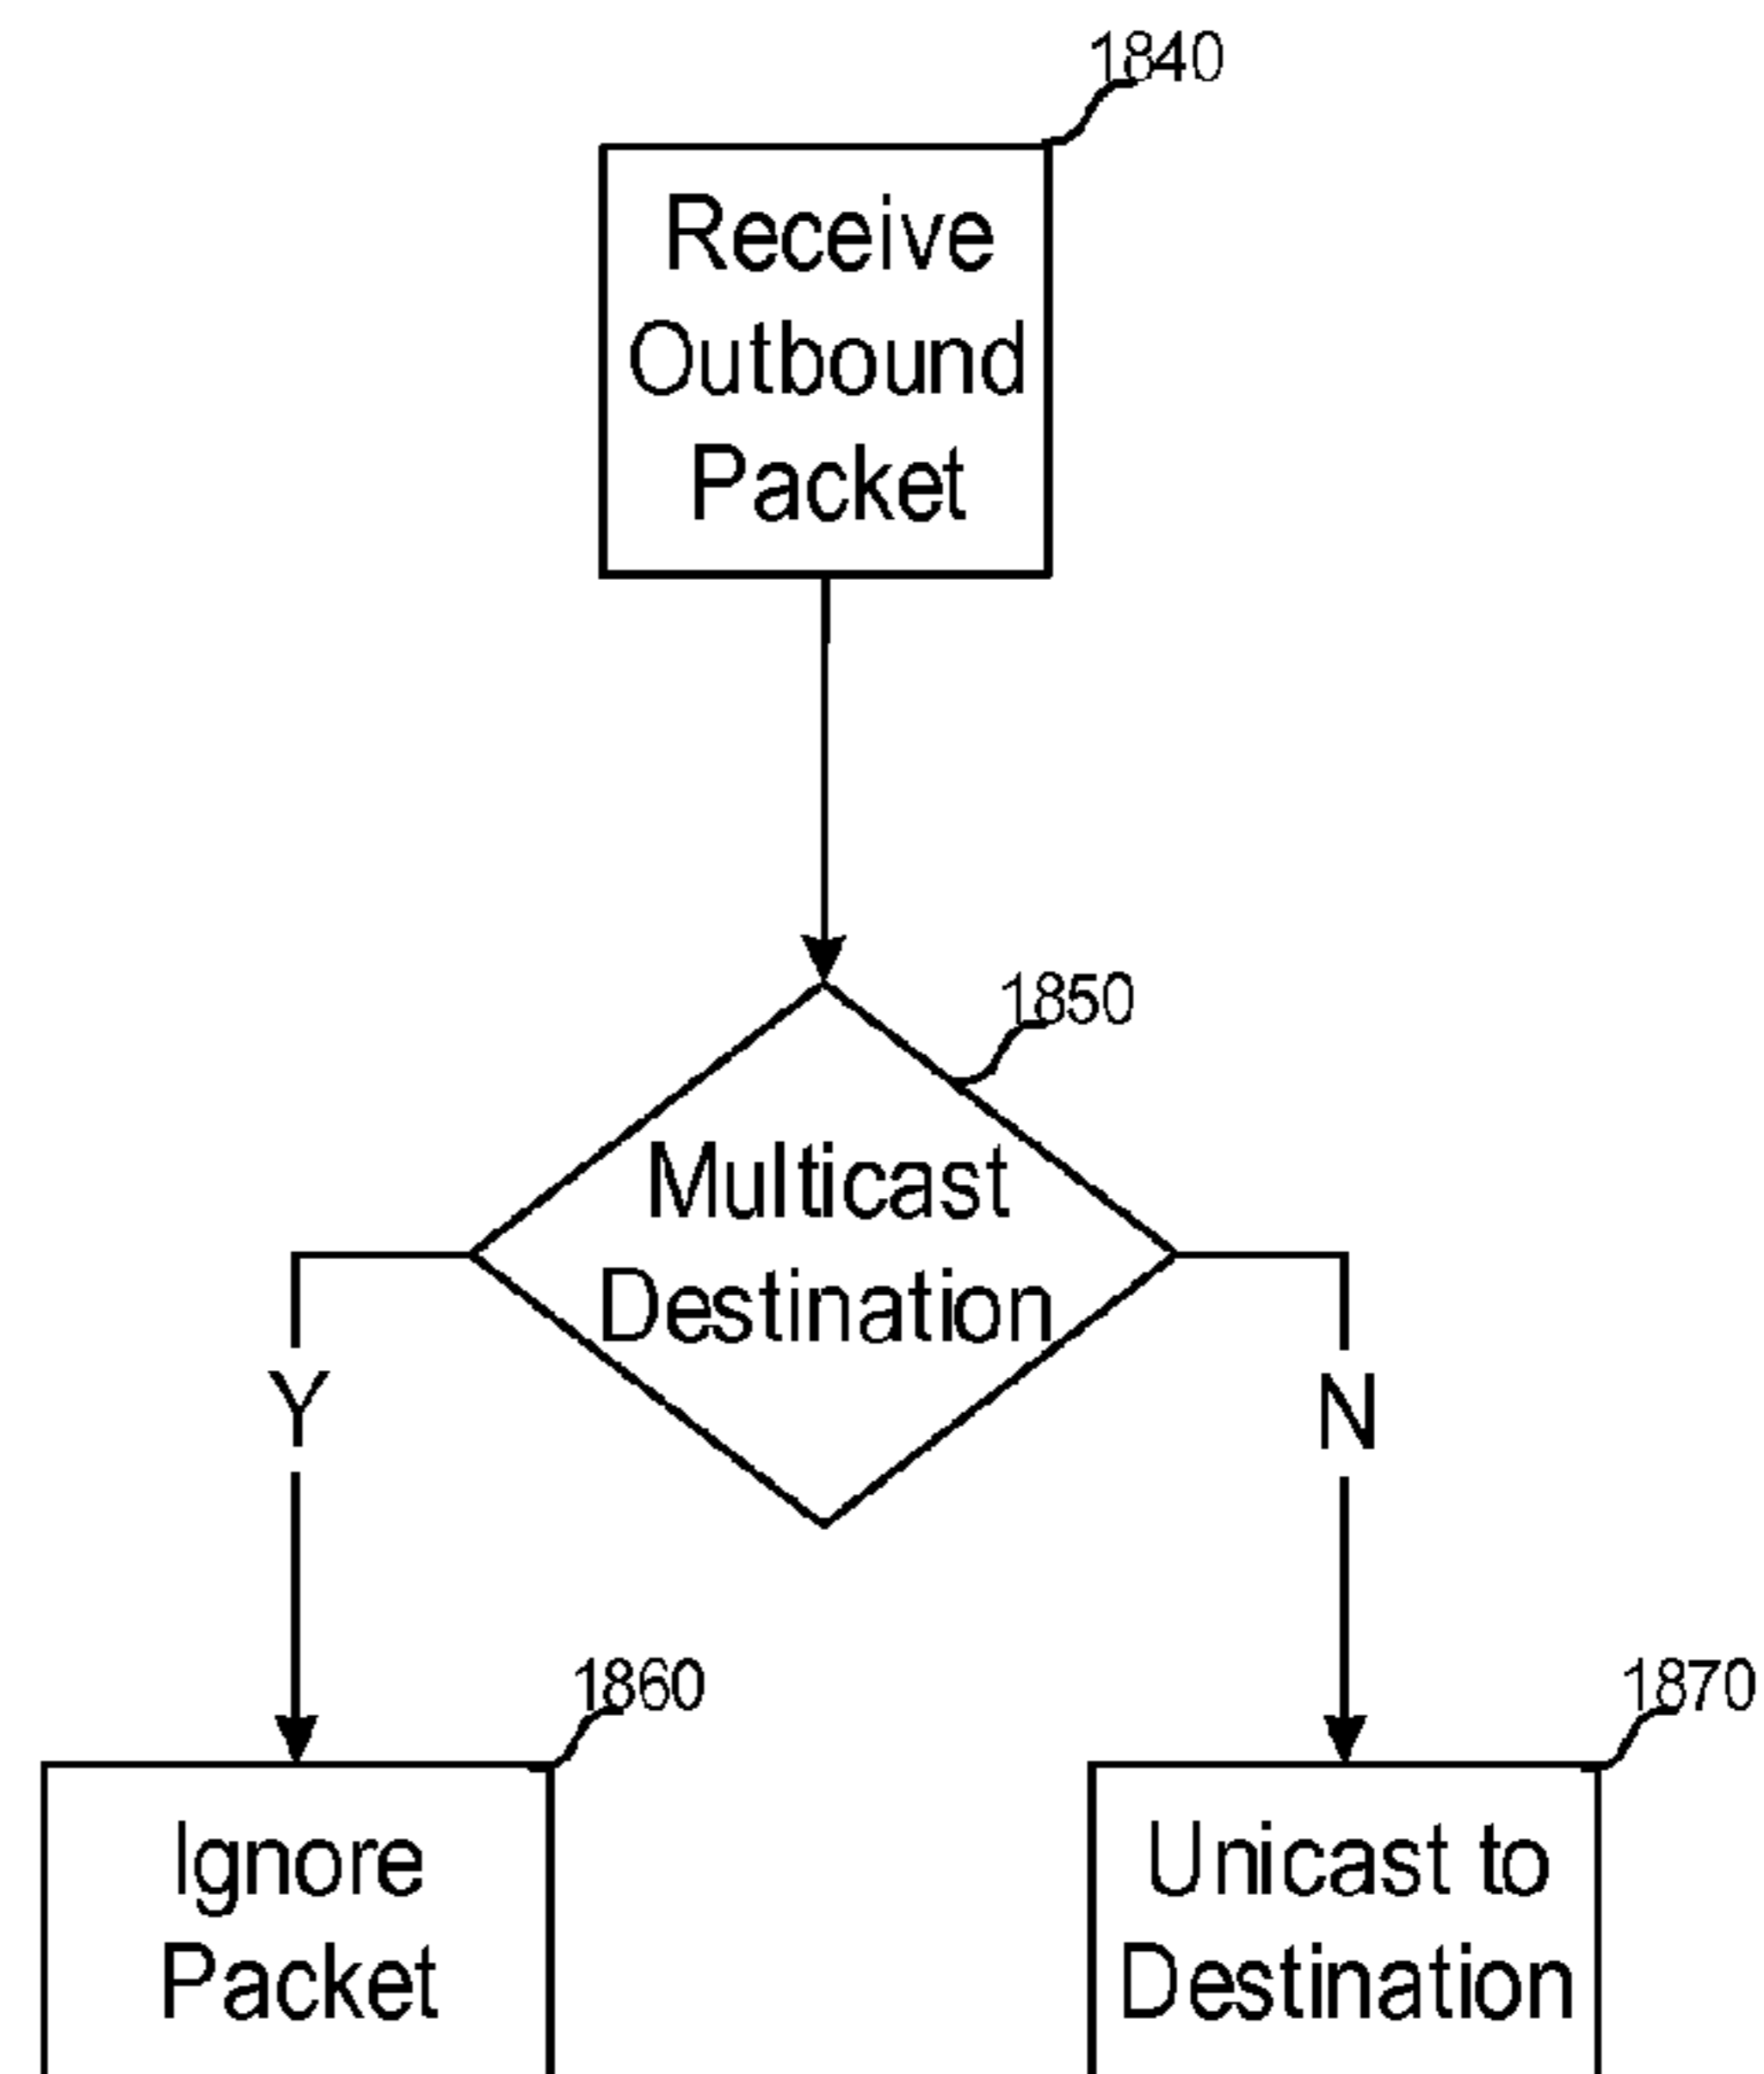 1840
Receive
Outbound
Packet
1850
Multicast
Destination
Y
N
1860
1870
Ignore
Packet
Unicast to
Destination